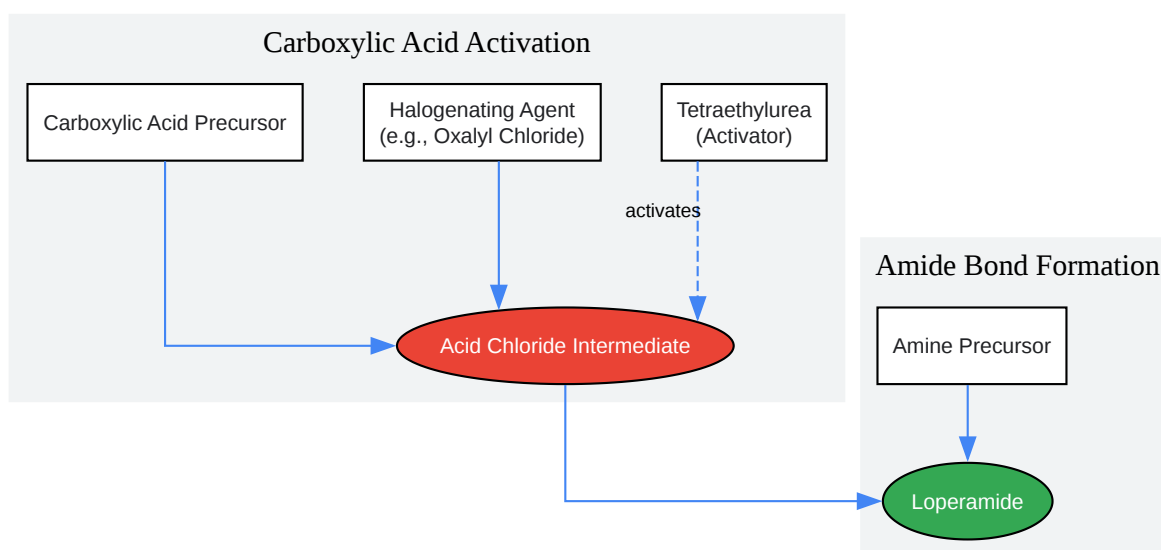 Carboxylic Acid Activation
Carboxylic Acid Precursor
Halogenating Agent
(e.g., Oxalyl Chloride)
Tetraethylurea
(Activator)
activates
Acid Chloride Intermediate
Amide Bond Formation
Amine Precursor
Loperamide